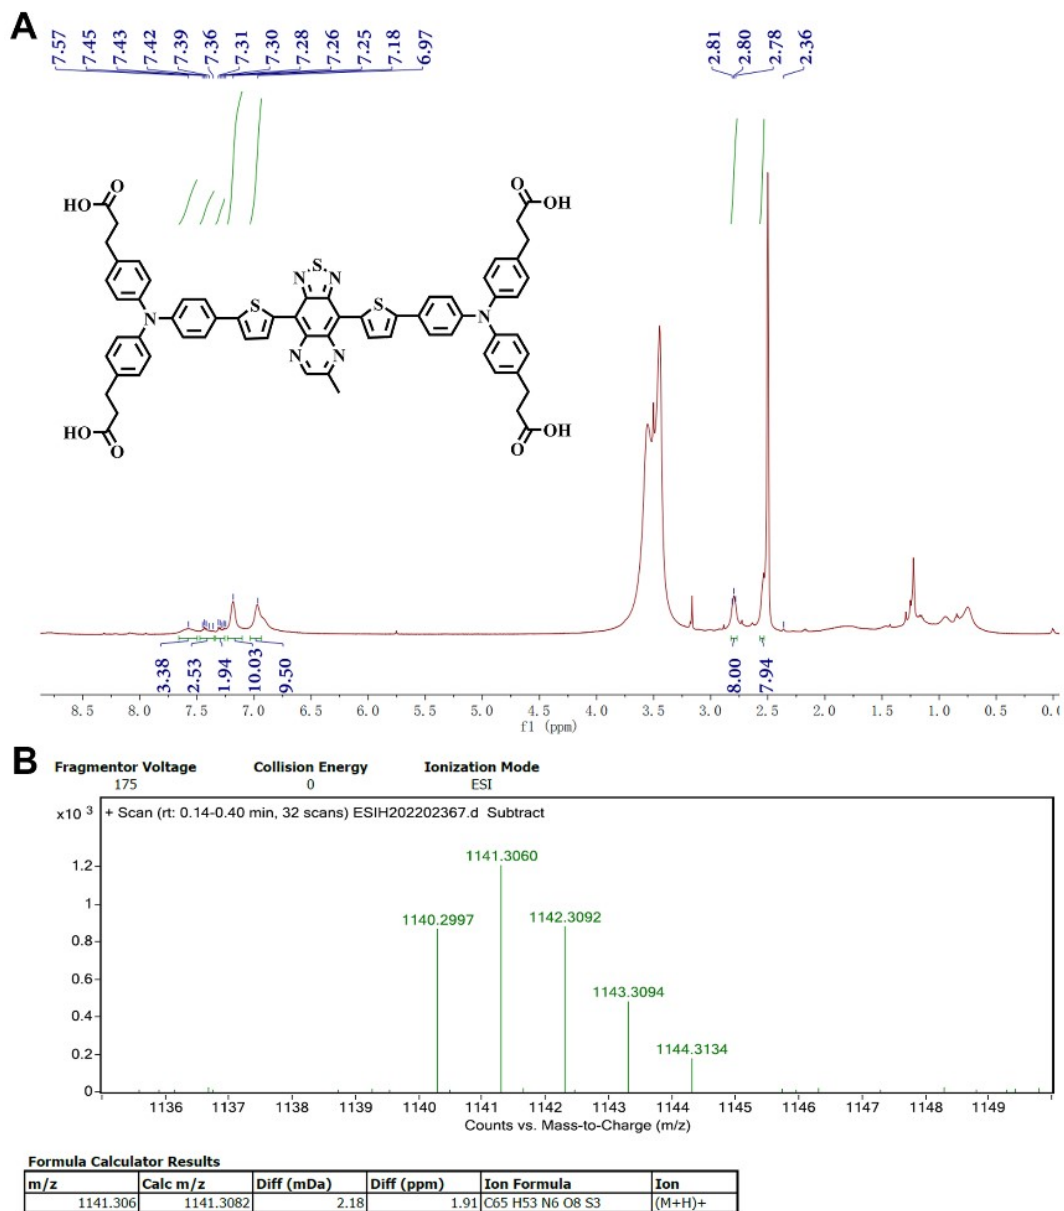 A
7.57 7.45 7.43 7.42 7.39 7.36 7.31 7.30 7.28 7.26 7.25 7.18 6.97 2.81 2.80 2.78 2.36
HO O O OH
S
N N
S S
N N
N N
HO O O OH
3.38 2.53 1.94 10.03 9.50 8.00 7.94
8.5 8.0 7.5 7.0 6.5 6.0 5.5 5.0 4.5 4.0 3.5 3.0 2.5 2.0 1.5 1.0 0.5
f1 (ppm)
B
Fragmentor Voltage Collision Energy Ionization Mode
175 0 ESI
x10 3 + Scan (rt: 0.14-0.40 min, 32 scans) ESIH202202367.d Subtract
1141.3060
1.2
1140.2997 1142.3092
1
0.8
0.6
1143.3094
0.4
1144.3134
0.2
0
1136 1137 1138 1139 1140 1141 1142 1143 1144 1145 1146 1147 1148 1149
Counts vs. Mass-to-Charge (m/z)
Formula Calculator Results
m/z Calc m/z Diff (mDa) Diff (ppm) Ion Formula Ion
1141.306 1141.3082 2.18 1.91 C65 H53 N6 O8 S3 (M+H)+